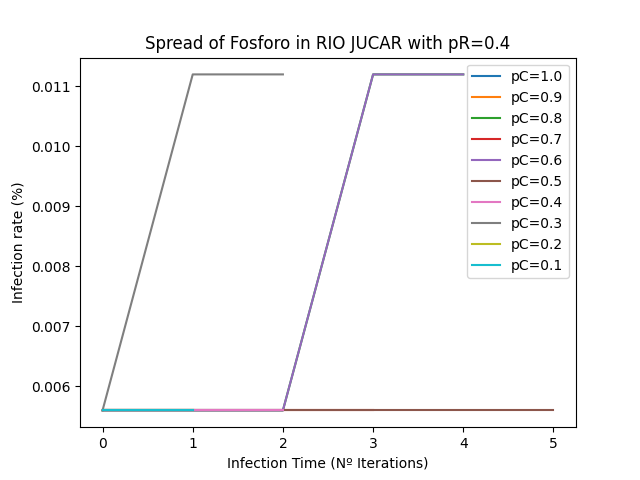 Spread of Fosforo in RIO JUCAR with pR=0.4
Infection rate (%)
0.011
0.010
0.009
0.008
0.007
0.006
pC=1.0
pC=0.9
pC=0.8
pC=0.7
pC=0.6
pC=0.5
pC=0.4
pC=0.3
pC=0.2
pC=0.1
0 1 2 3 4 5
Infection Time (Nº Iterations)